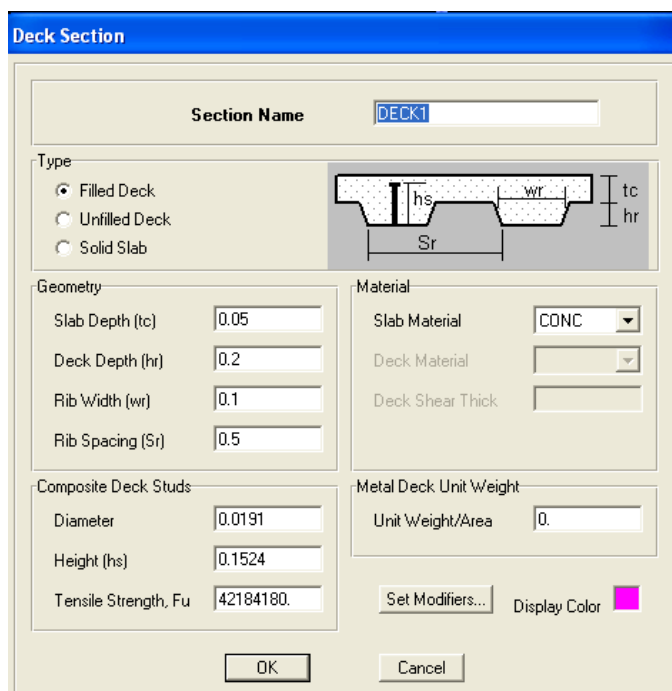 Deck Section
Section Name DECK1
Type
Filled Deck
Unfilled Deck
Solid Slab
hs wr tc
hr
Sr
Geometry
Slab Depth (tc) 0.05
Deck Depth (hr) 0.2
Rib Width (wr) 0.1
Rib Spacing (Sr) 0.5
Material
Slab Material CONC
Deck Material
Deck Shear Thick
Composite Deck Studs
Diameter 0.0191
Height (hs) 0.1524
Tensile Strength, Fu 42184180.
Metal Deck Unit Weight
Unit Weight/Area 0.
Set Modifiers... Display Color
OK Cancel